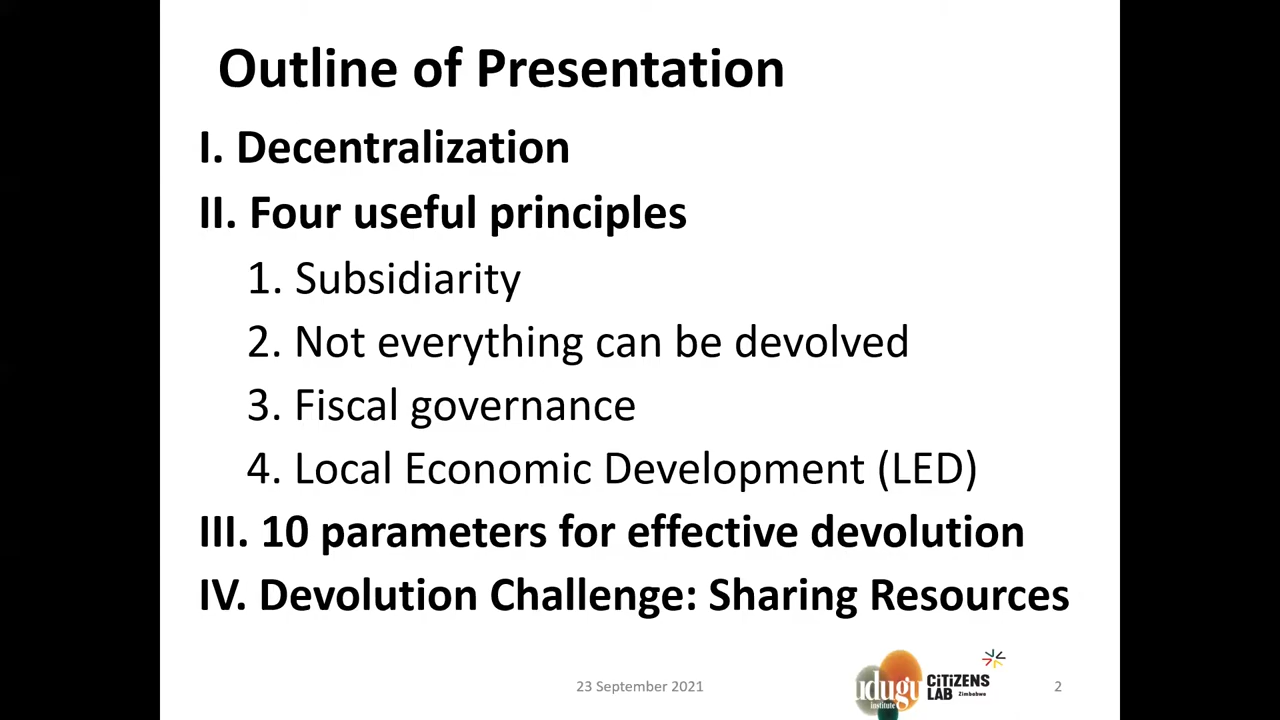 Outline of Presentation
I. Decentralization
II. Four useful principles
1. Subsidiarity
2. Not everything can be devolved
3. Fiscal governance
4. Local Economic Development (LED)
III. 10 parameters for effective devolution
IV. Devolution Challenge: Sharing Resources
23 September 2021
udugu
institute
CiTiZENS
LAB Zimbabwe
2